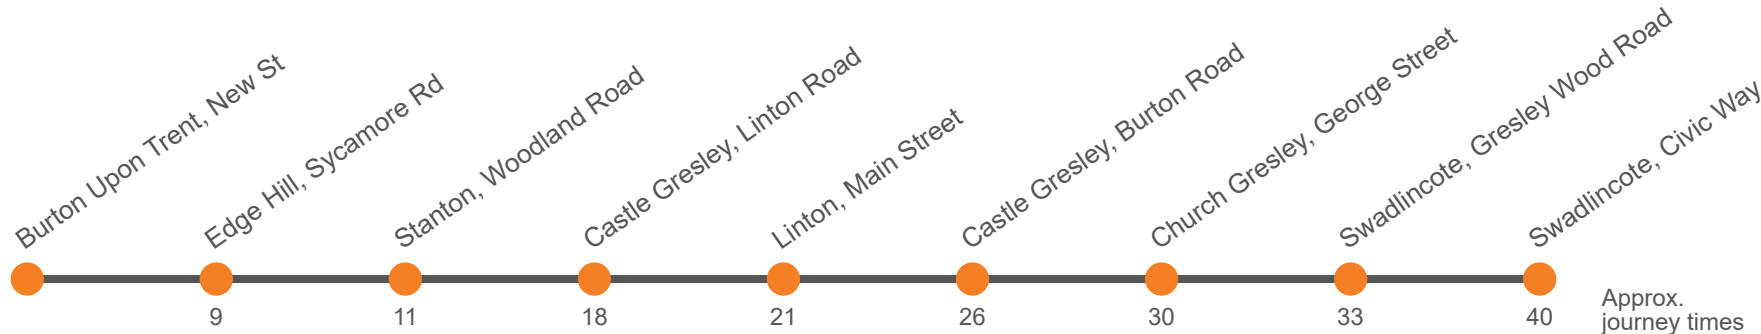 Burton Upon Trent, New St
Edge Hill, Sycamore Rd
Stanton, Woodland Road
Castle Gresley, Linton Road
Linton, Main Street
Castle Gresley, Burton Road
Church Gresley, George Street
Swadlincote, Gresley Wood Road
Swadlincote, Civic Way
9
11
18
21
26
30
33
40
Approx.
journey times